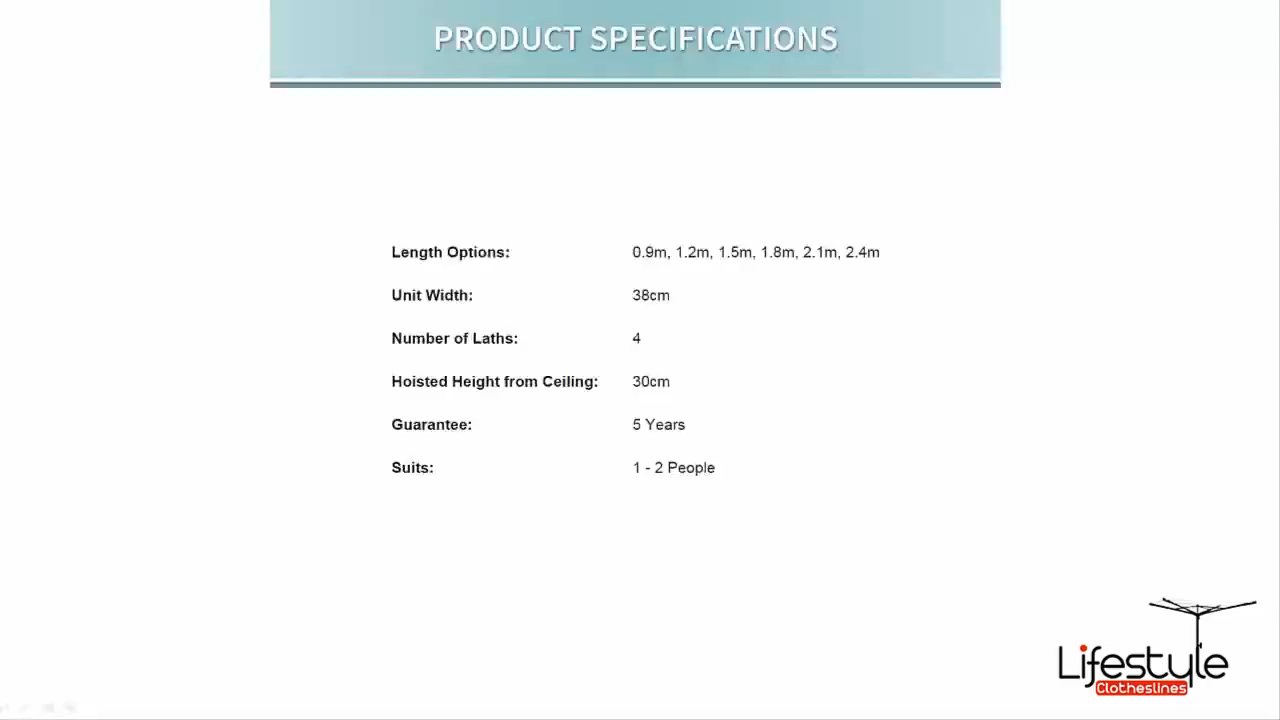 PRODUCT SPECIFICATIONS
Length Options: 0.9m, 1.2m, 1.5m, 1.8m, 2.1m, 2.4m
Unit Width: 38cm
Number of Laths: 4
Hoisted Height from Ceiling: 30cm
Guarantee: 5 Years
Suits: 1 - 2 People
Lifestyle
Clotheslines